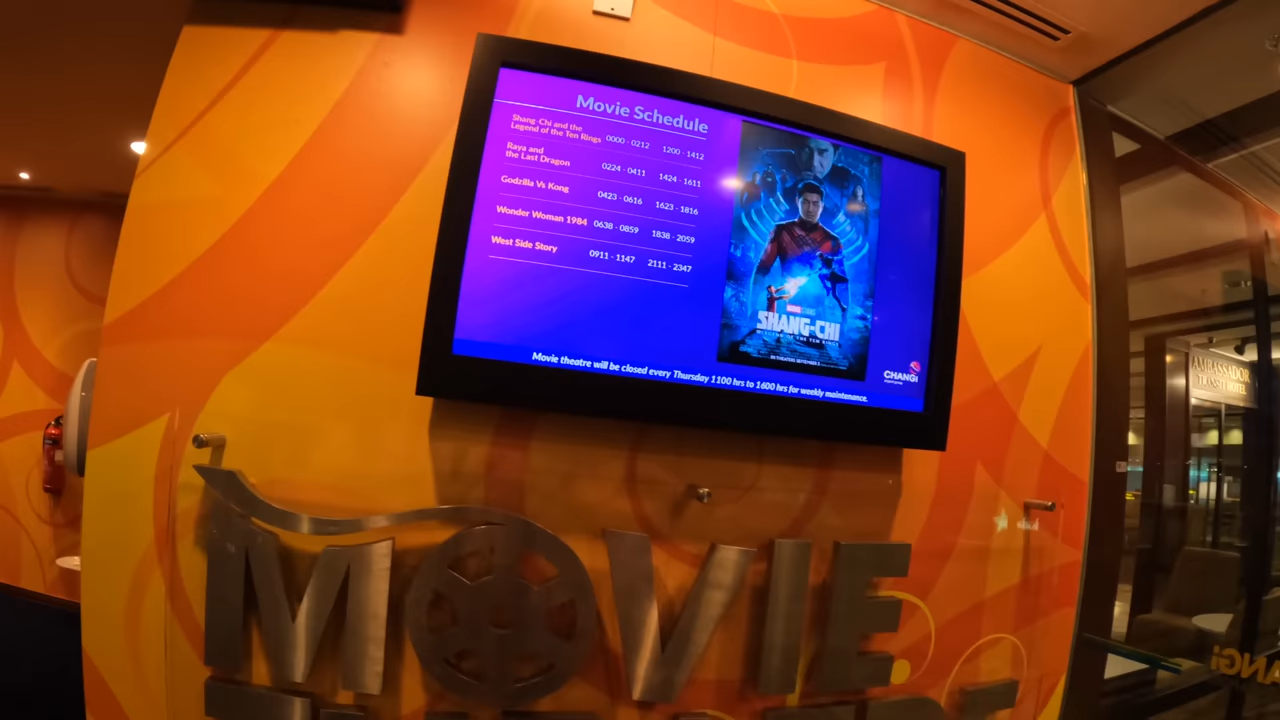 Movie Schedule
Shang-Chi and the
Legend of the Ten Rings 0000 - 0212 1200 - 1412
Raya and
the Last Dragon 0224 - 0411 1424 - 1611
Godzilla Vs Kong 0423 - 0616 1623 - 1816
Wonder Woman 1984 0638 - 0859 1838 - 2059
West Side Story 0911 - 1147 2111 - 2347
SHANG-CHI
Movie theatre will be closed every Thursday 1100 hrs to 1600 hrs for weekly maintenance.
CHANGi
AMBASSADOR
TRANSIT HOTEL
MOVIE